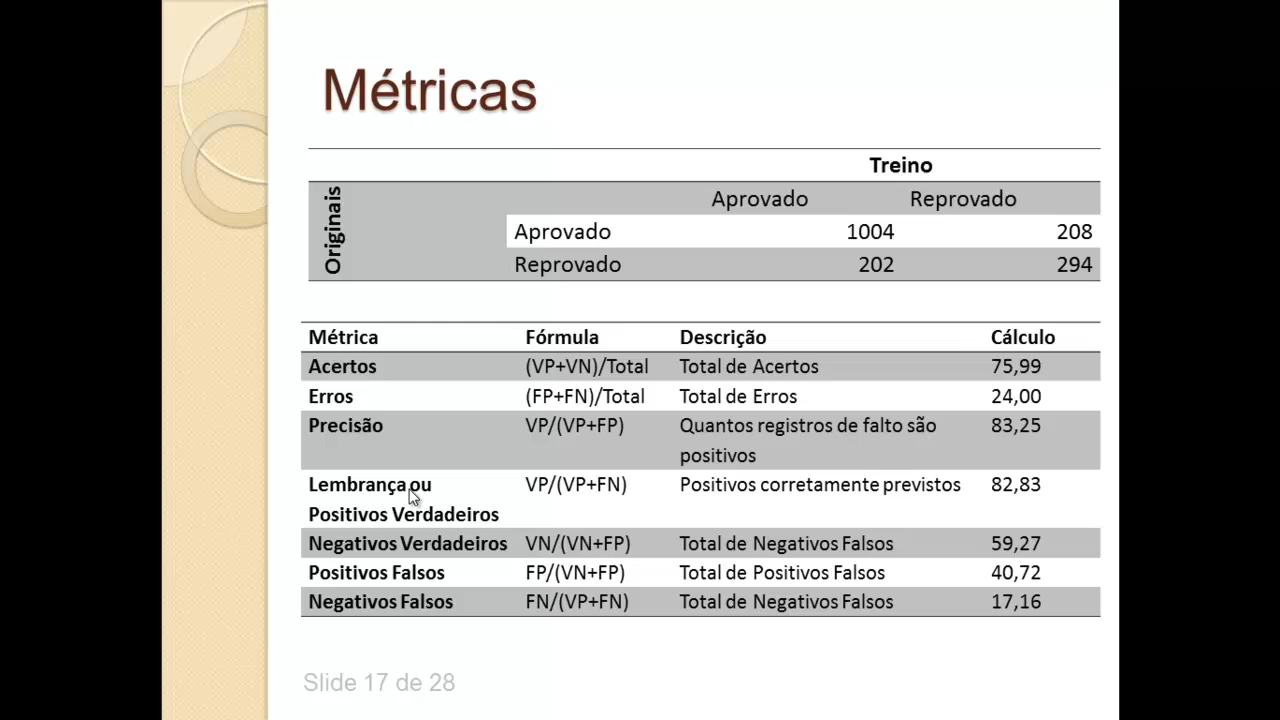 Métricas
Treino
Originais
Aprovado Reprovado
Aprovado 1004 208
Reprovado 202 294
Métrica Fórmula Descrição Cálculo
Acertos (VP+VN)/Total Total de Acertos 75,99
Erros (FP+FN)/Total Total de Erros 24,00
Precisão VP/(VP+FP) Quantos registros de falto são 83,25
positivos
Lembrança ou VP/(VP+FN) Positivos corretamente previstos 82,83
Positivos Verdadeiros
Negativos Verdadeiros VN/(VN+FP) Total de Negativos Falsos 59,27
Positivos Falsos FP/(VN+FP) Total de Positivos Falsos 40,72
Negativos Falsos FN/(VP+FN) Total de Negativos Falsos 17,16
Slide 17 de 28